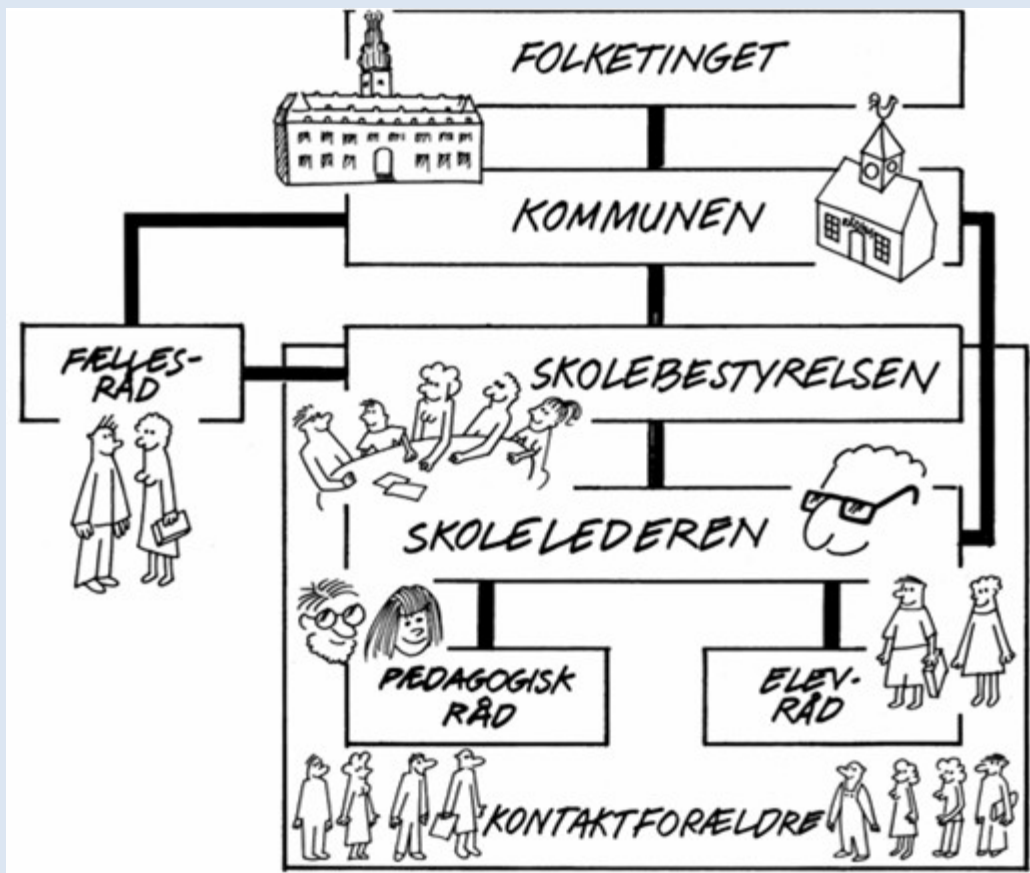 FOLKETINGET
KOMMUNEN
FÆLLES-
RÅD
SKOLEBESTYRELSEN
SKOLELEDEREN
PÆDAGOGISK
RÅD
ELEV-
RÅD
KONTAKTFORÆLDRE